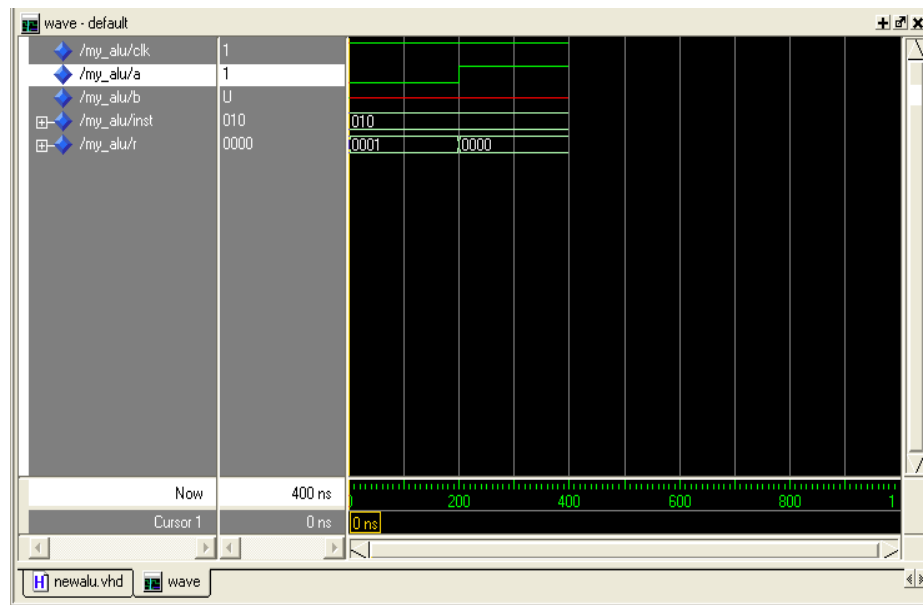 wave - default
/my_alu/clk 1
/my_alu/a 1
/my_alu/b U
/my_alu/inst 010 010
/my_alu/r 0000 0001 0000
Now 400 ns 200 400 600 800 1
Cursor 1 0 ns 0 ns
newalu.vhd wave